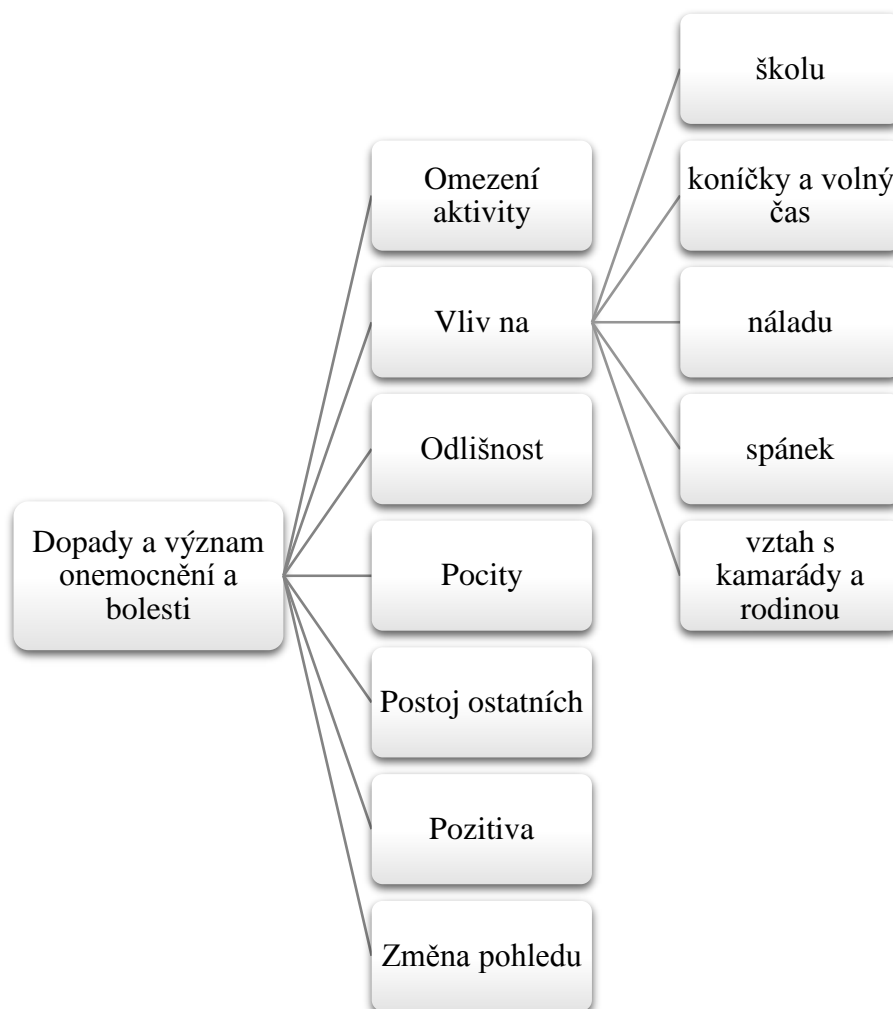 Dopady a význam
onemocnění a
bolesti
Omezení
aktivity
Vliv na
Odlišnost
Pocity
Postoj ostatních
Pozitiva
Změna pohledu
školu
koníčky a volný
čas
náladu
spánek
vztah s
kamarády a
rodinou